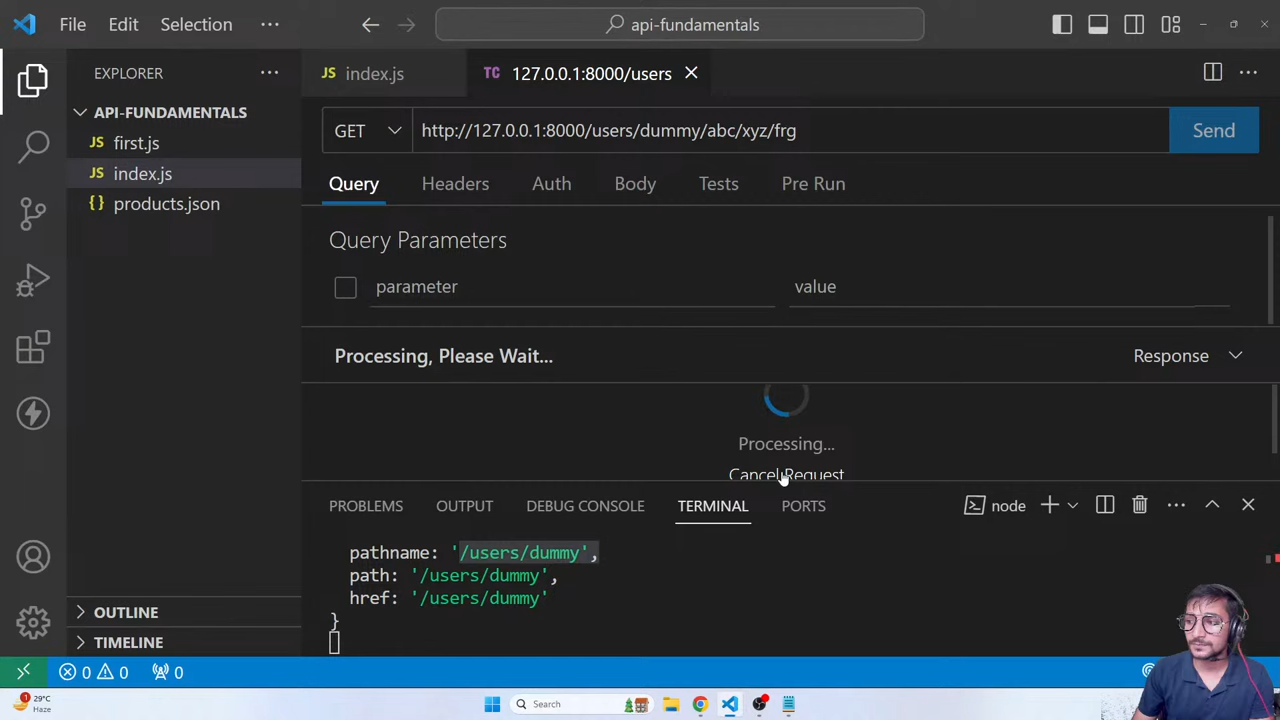 File Edit Selection ··· api-fundamentals
EXPLORER ···
JS index.js TC 127.0.0.1:8000/users
API-FUNDAMENTALS
JS first.js
JS index.js
{} products.json
GET http://127.0.0.1:8000/users/dummy/abc/xyz/frg Send
Query Headers Auth Body Tests Pre Run
Query Parameters
parameter value
Processing, Please Wait... Response
Processing...
Cancel Request
PROBLEMS OUTPUT DEBUG CONSOLE TERMINAL PORTS node
pathname: '/users/dummy',
path: '/users/dummy',
href: '/users/dummy'
}
OUTLINE
TIMELINE
0 0 0
1 29°C
Haze
Search